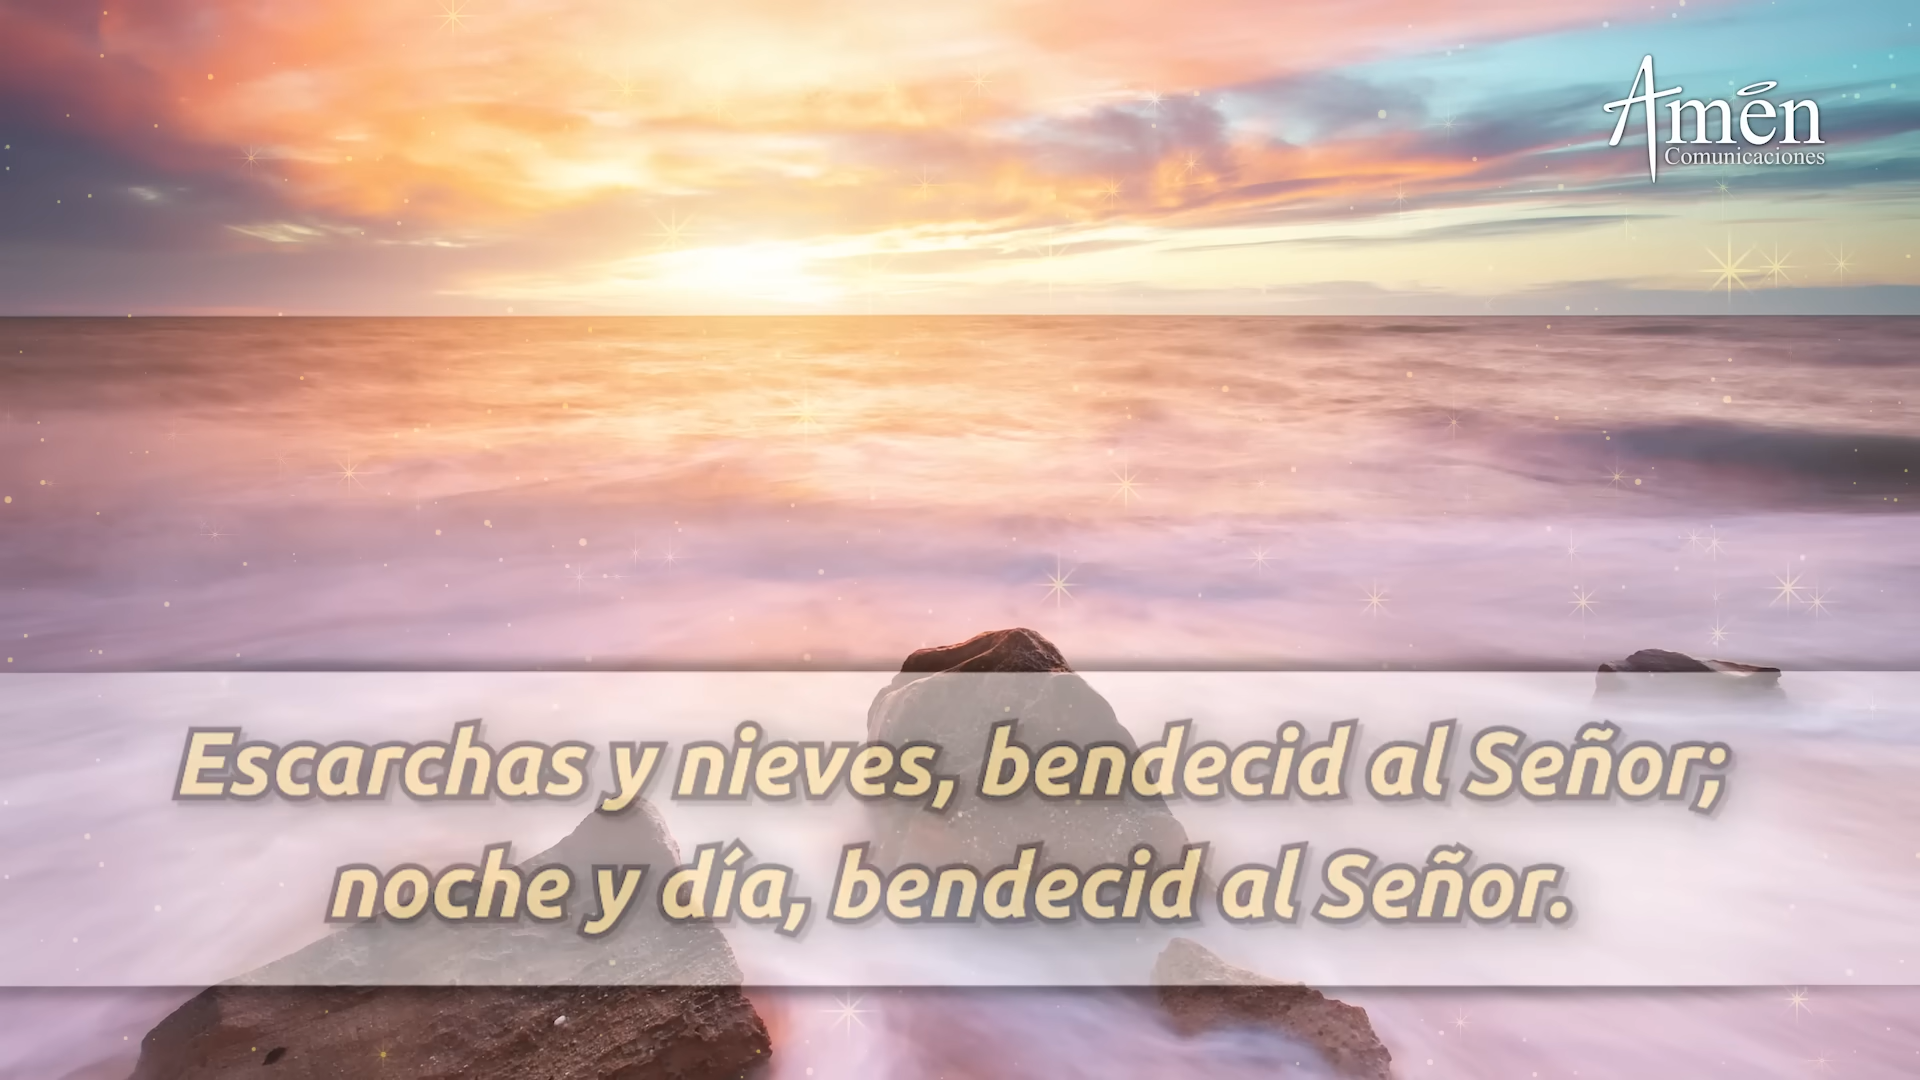 Amén
Comunicaciones
Escarchas y nieves, bendecid al Señor;
noche y día, bendecid al Señor.